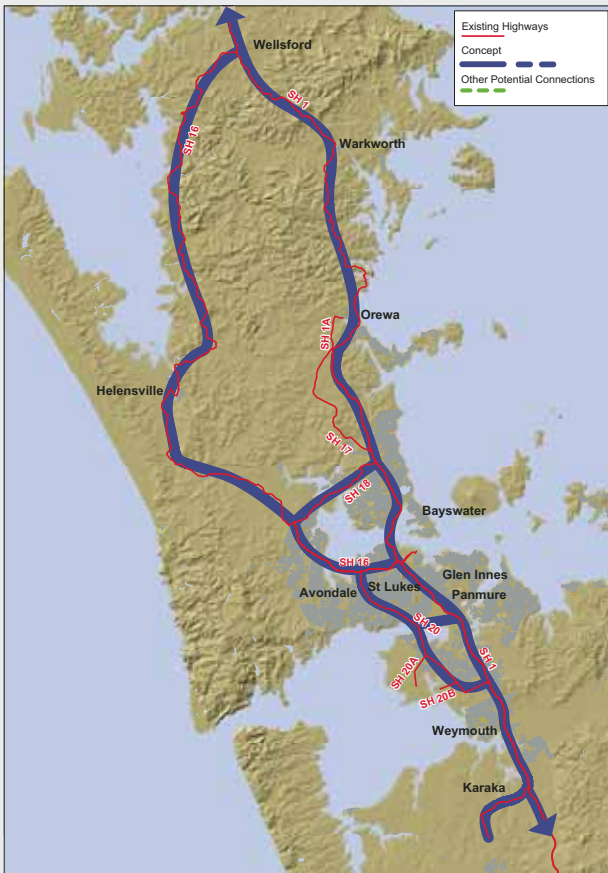 Existing Highways
Concept
Other Potential Connections
Wellsford
SH 1
SH 16
Warkworth
Orewa
SH 1A
Helensville
SH 17
SH 18
Bayswater
SH 16
Glen Innes
Avondale
St Lukes
Panmure
SH 20
SH 1
SH 20A
SH 20B
Weymouth
Karaka